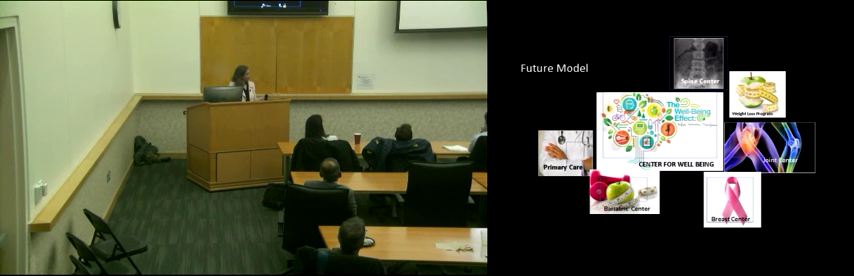 Future Model
Spine Center
Weight Loss Program
The
Well-Being
Effect:
CENTER FOR WELL BEING
Primary Care
Joint Center
Bariatric Center
Breast Center